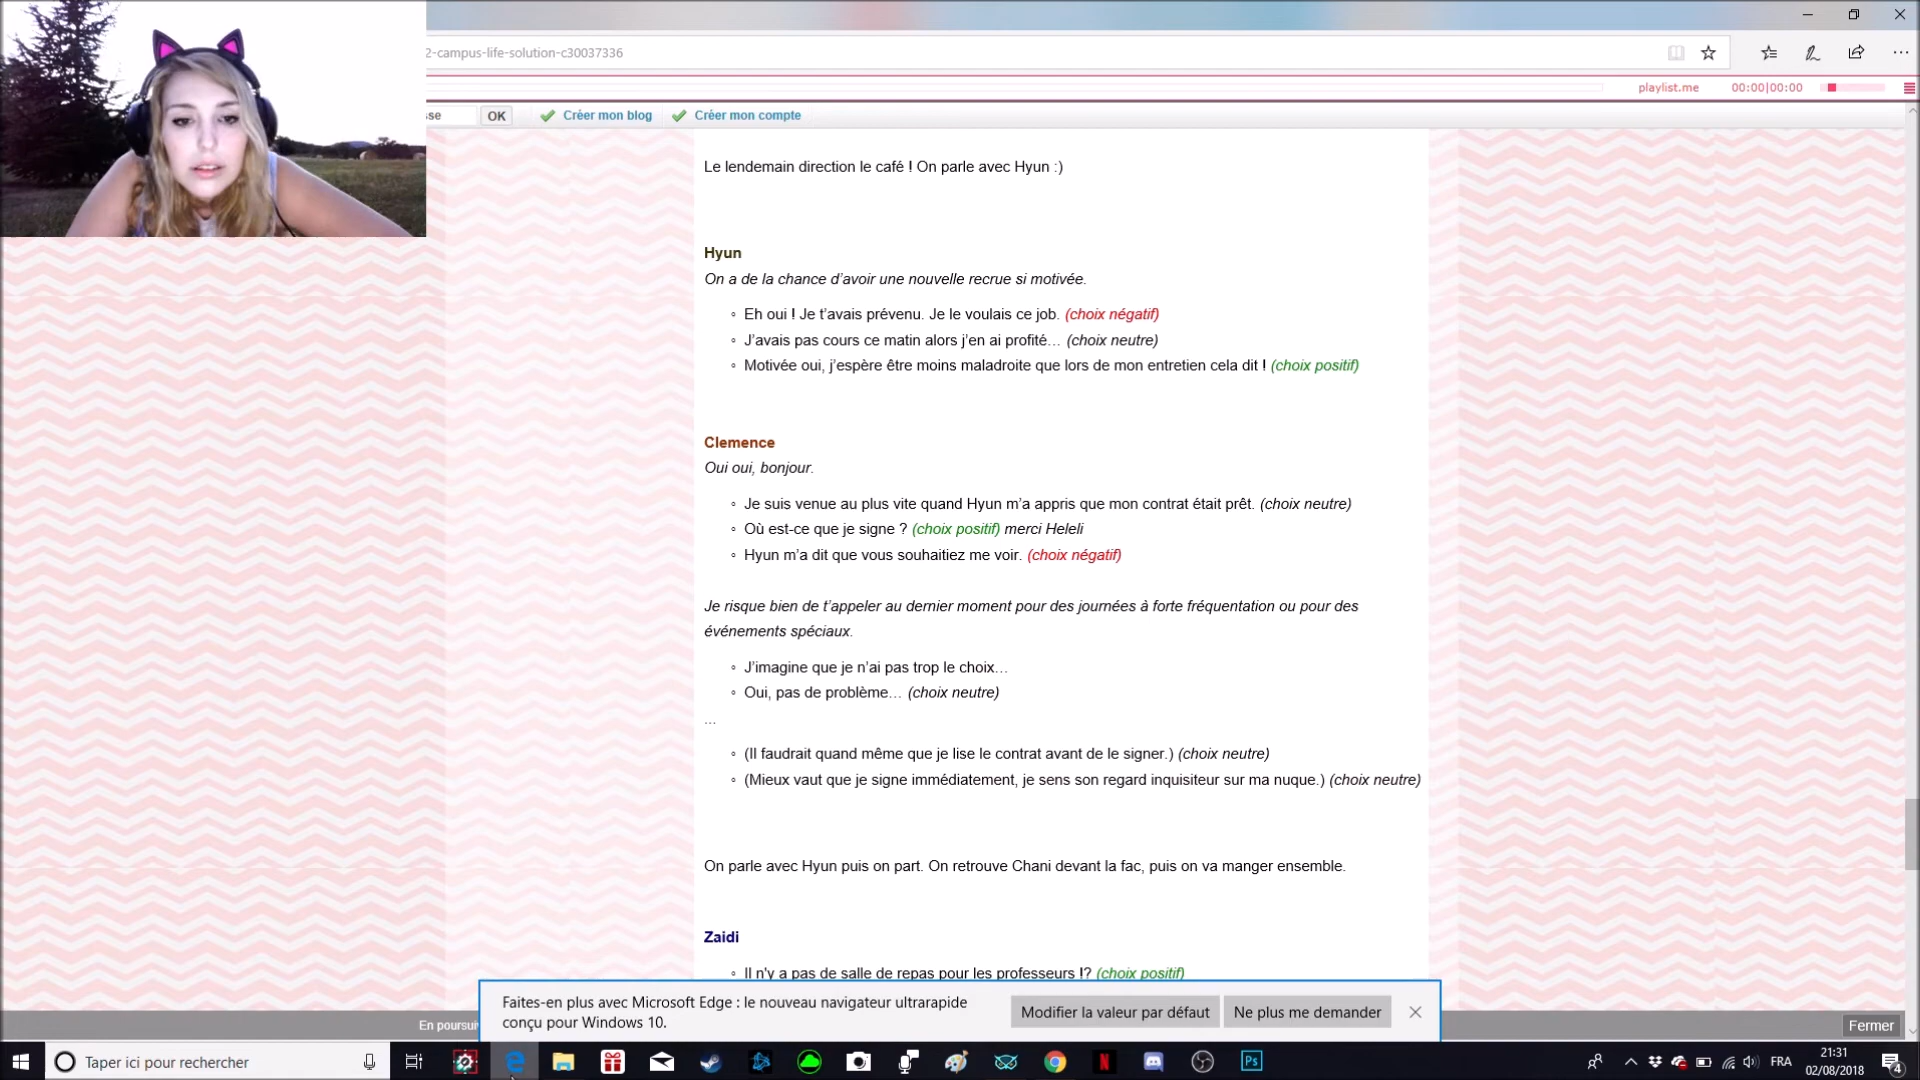 2-campus-life-solution-c30037336
playlist.me
00:00|00:00
sse
OK
Créer mon blog
Créer mon compte
Le lendemain direction le café ! On parle avec Hyun :)
Hyun
On a de la chance d'avoir une nouvelle recrue si motivée.
◦ Eh oui ! Je t'avais prévenu. Je le voulais ce job. (choix négatif)
◦ J'avais pas cours ce matin alors j'en ai profité… (choix neutre)
◦ Motivée oui, j'espère être moins maladroite que lors de mon entretien cela dit ! (choix positif)
Clemence
Oui oui, bonjour.
◦ Je suis venue au plus vite quand Hyun m'a appris que mon contrat était prêt. (choix neutre)
◦ Où est-ce que je signe ? (choix positif) merci Heleli
◦ Hyun m'a dit que vous souhaitiez me voir. (choix négatif)
Je risque bien de t'appeler au dernier moment pour des journées à forte fréquentation ou pour des
événements spéciaux.
◦ J'imagine que je n'ai pas trop le choix…
◦ Oui, pas de problème… (choix neutre)
...
◦ (Il faudrait quand même que je lise le contrat avant de le signer.) (choix neutre)
◦ (Mieux vaut que je signe immédiatement, je sens son regard inquisiteur sur ma nuque.) (choix neutre)
On parle avec Hyun puis on part. On retrouve Chani devant la fac, puis on va manger ensemble.
Zaidi
◦ Il n'y a pas de salle de repas pour les professeurs !? (choix positif)
Faites-en plus avec Microsoft Edge : le nouveau navigateur ultrarapide
conçu pour Windows 10.
Modifier la valeur par défaut
Ne plus me demander
En poursui
Fermer
Taper ici pour rechercher
N
Ps
FRA
21:31
02/08/2018
4